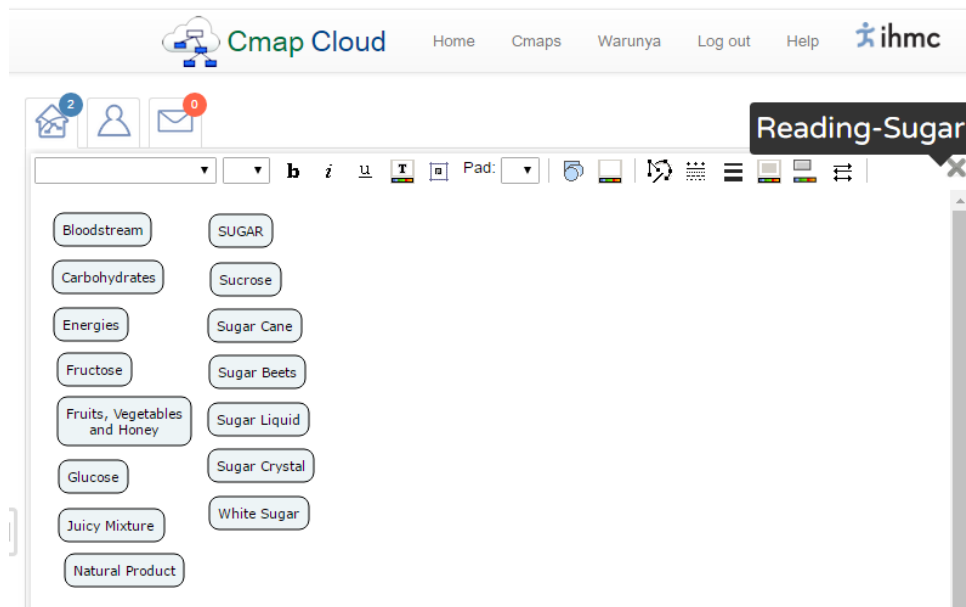 Cmap Cloud
Home Cmaps Warunya Log out Help ihmc
2
0
Reading-Sugar
b i u T Pad:
Bloodstream
Carbohydrates
Energies
Fructose
Fruits, Vegetables
and Honey
Glucose
Juicy Mixture
Natural Product
SUGAR
Sucrose
Sugar Cane
Sugar Beets
Sugar Liquid
Sugar Crystal
White Sugar